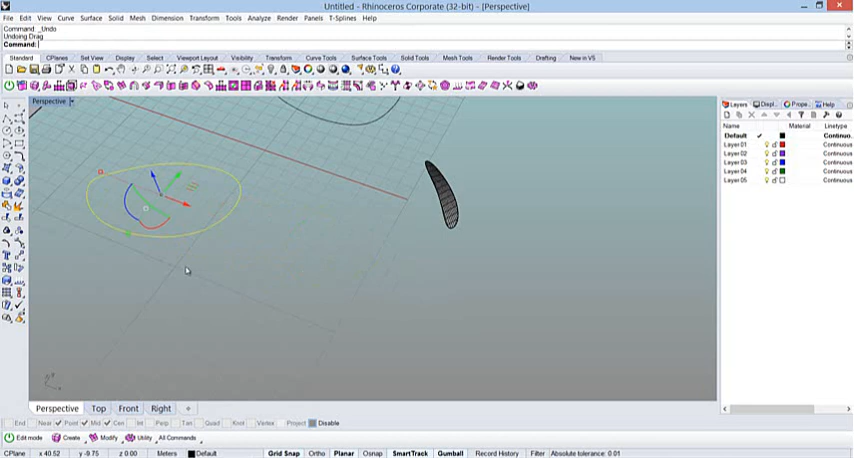 Untitled - Rhinoceros Corporate (32-bit) - [Perspective]
File Edit View Curve Surface Solid Mesh Dimension Transform Tools Analyze Render Panels T-Splines Help
Command: _Undo
Undoing Drag
Command:
Standard CPlanes Set View Display Select Viewport Layout Visibility Transform Curve Tools Surface Tools Solid Tools Mesh Tools Render Tools Drafting New in V5
Perspective
Layers Displ... Prope... Help
Name Material Linetype
Default Continuo...
Layer 01 Continuous
Layer 02 Continuous
Layer 03 Continuous
Layer 04 Continuous
Layer 05 Continuous
Perspective Top Front Right
End Near Point Mid Cen Int Perp Tan Quad Knot Vertex Project Disable
Edit mode Create Modify Utility All Commands
CPlane x 40.52 y -9.75 z 0.00 Meters Default Grid Snap Ortho Planar Osnap SmartTrack Gumball Record History Filter Absolute tolerance: 0.01